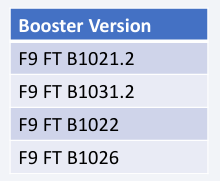 Booster Version
F9 FT B1021.2
F9 FT B1031.2
F9 FT B1022
F9 FT B1026